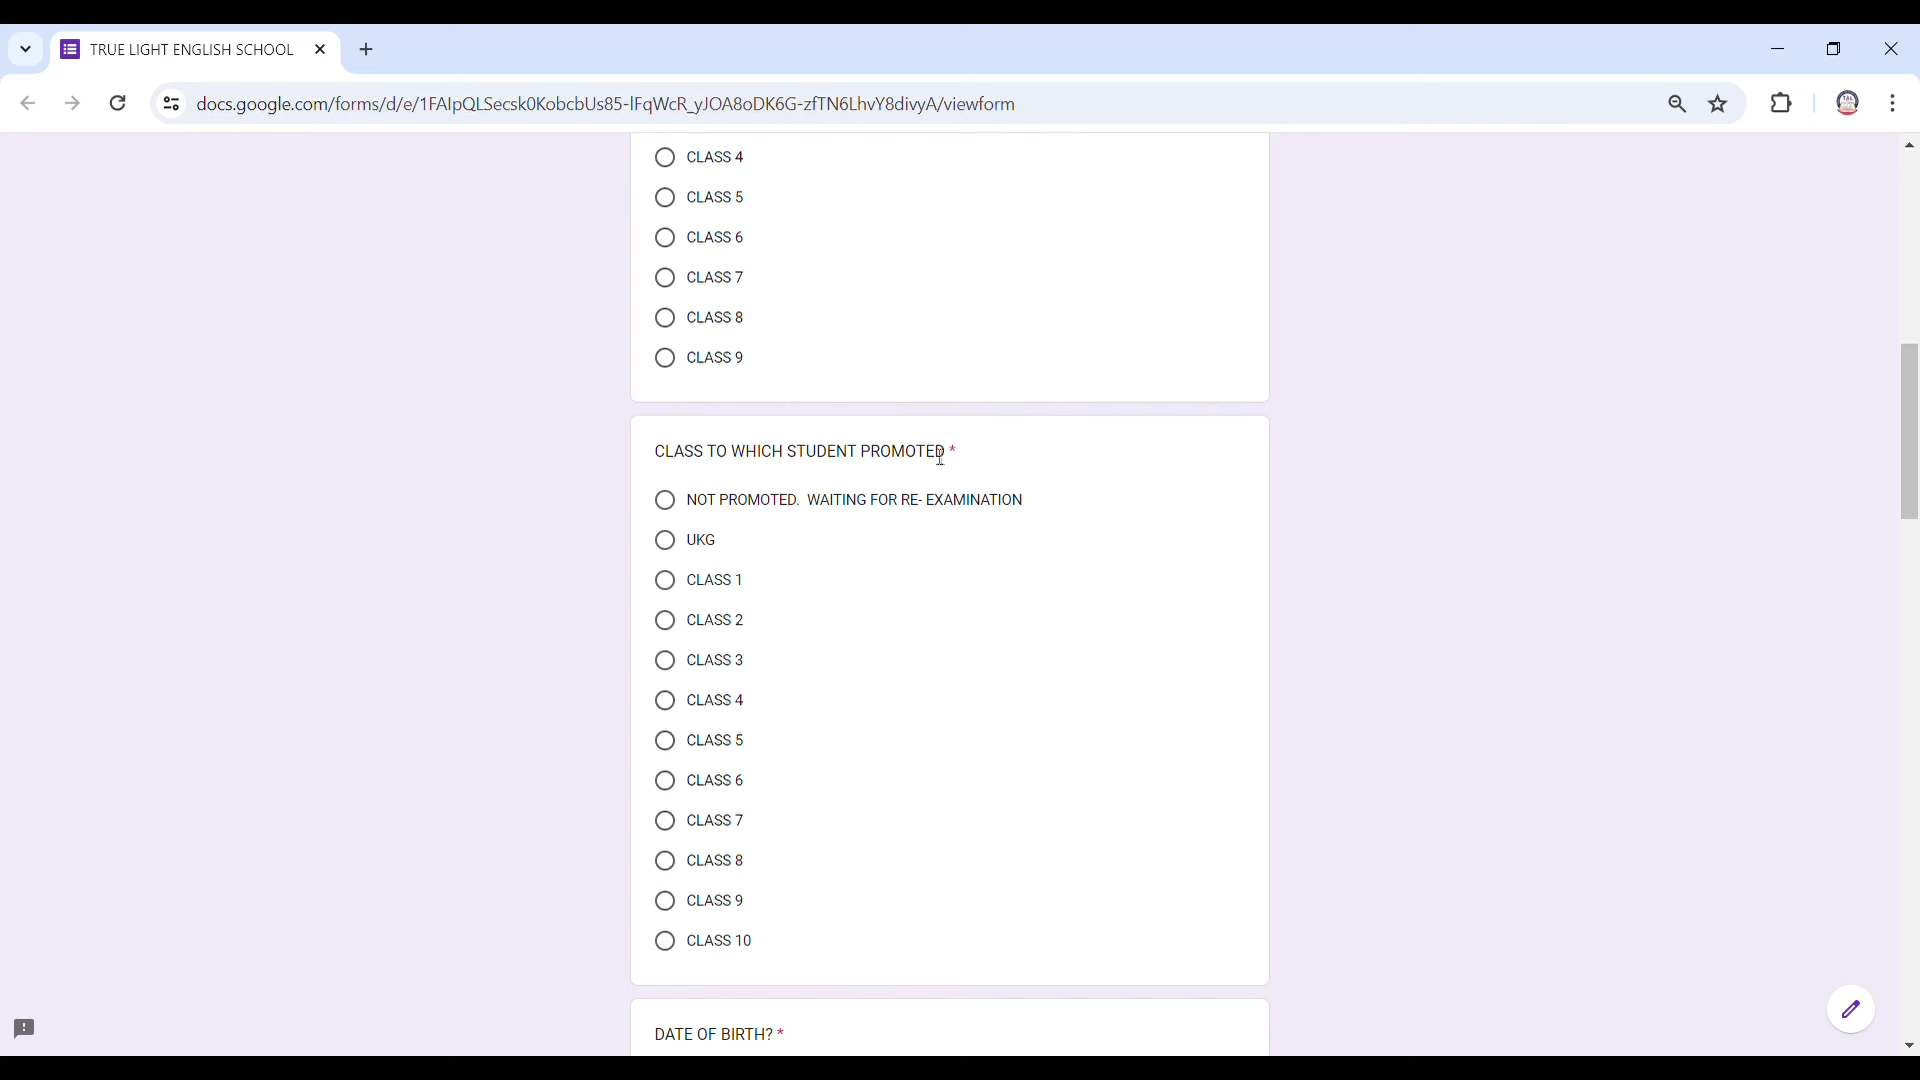 TRUE LIGHT ENGLISH SCHOOL
docs.google.com/forms/d/e/1FAIpQLSecsk0KobcbUs85-lFqWcR_yJOA8oDK6G-zfTN6LhvY8divyA/viewform
CLASS 4
CLASS 5
CLASS 6
CLASS 7
CLASS 8
CLASS 9
CLASS TO WHICH STUDENT PROMOTED *
NOT PROMOTED. WAITING FOR RE- EXAMINATION
UKG
CLASS 1
CLASS 2
CLASS 3
CLASS 4
CLASS 5
CLASS 6
CLASS 7
CLASS 8
CLASS 9
CLASS 10
DATE OF BIRTH? *